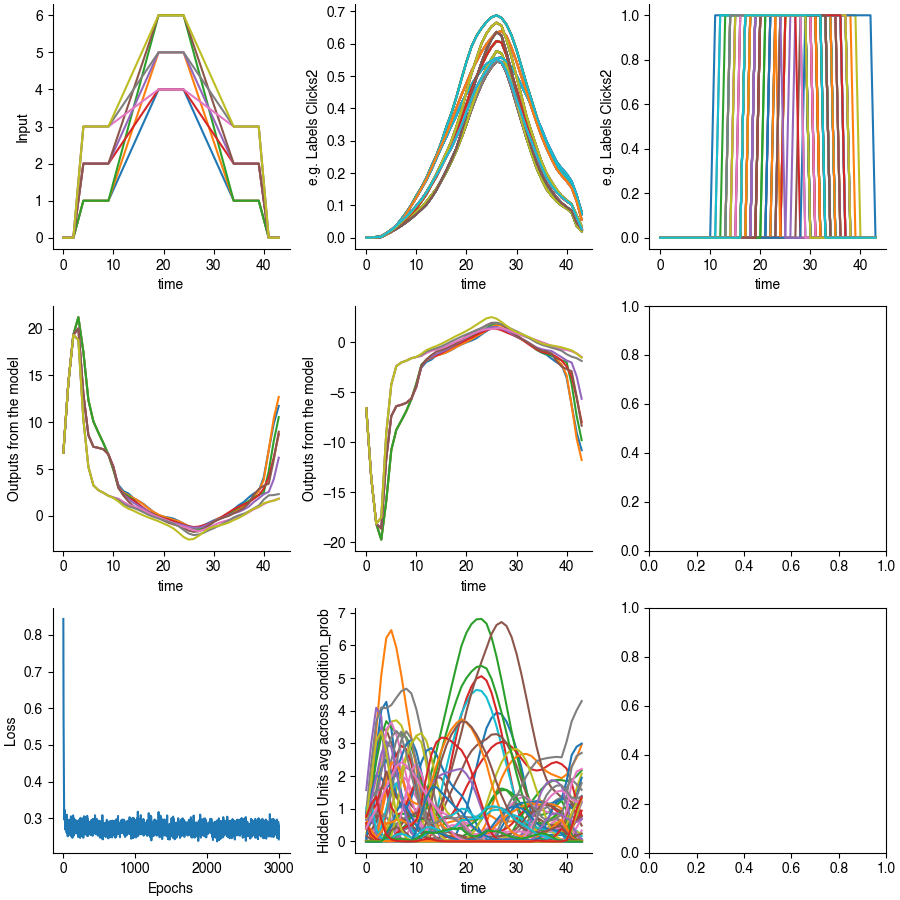 6
5
4
3
2
1
0
Input
0 10 20 30 40
time
0.7
0.6
0.5
0.4
0.3
0.2
0.1
0.0
e.g. Labels Clicks2
0 10 20 30 40
time
1.0
0.8
0.6
0.4
0.2
0.0
e.g. Labels Clicks2
0 10 20 30 40
time
20
15
10
5
0
Outputs from the model
0 10 20 30 40
time
0
−5
−10
−15
−20
Outputs from the model
0 10 20 30 40
time
1.0
0.8
0.6
0.4
0.2
0.0
0.0 0.2 0.4 0.6 0.8 1.0
0.8
0.7
0.6
0.5
0.4
0.3
Loss
0 1000 2000 3000
Epochs
7
6
5
4
3
2
1
0
Hidden Units avg across condition_prob
0 10 20 30 40
time
1.0
0.8
0.6
0.4
0.2
0.0
0.0 0.2 0.4 0.6 0.8 1.0